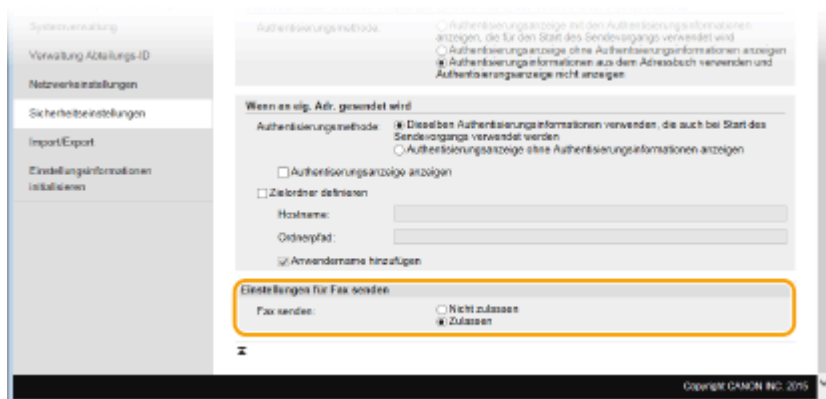 Systemverwaltung
Verwaltung Abteilungs-ID
Netzwerkeinstellungen
Sicherheitseinstellungen
Import/Export
Einstellungsinformationen
initialisieren
Authentisierungsmethode:
Authentisierungsanzeige mit den Authentisierungsinformationen
anzeigen, die für den Start des Sendevorgangs verwendet wird
Authentisierungsanzeige ohne Authentisierungsinformationen anzeigen
Authentisierungsinformationen aus dem Adressbuch verwenden und
Authentisierungsanzeige nicht anzeigen
Wenn an eig. Adr. gesendet wird
Authentisierungsmethode: Dieselben Authentisierungsinformationen verwenden, die auch bei Start des
Sendevorgangs verwendet werden
Authentisierungsanzeige ohne Authentisierungsinformationen anzeigen
Authentisierungsanzeige anzeigen
Zielordner definieren
Hostname:
Ordnerpfad:
Anwendername hinzufügen
Einstellungen für Fax senden
Fax senden: Nicht zulassen
Zulassen
Copyright CANON INC. 2015